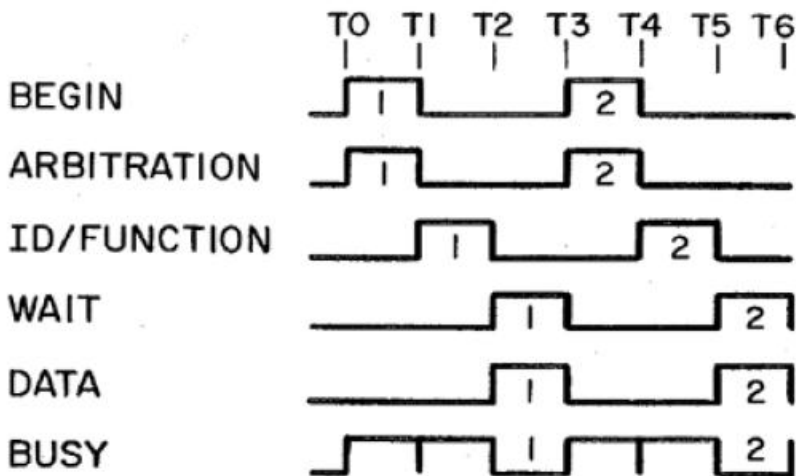 T0 T1 T2 T3 T4 T5 T6
BEGIN 1 2
ARBITRATION 1 2
ID/FUNCTION 1 2
WAIT 1 2
DATA 1 2
BUSY 1 2